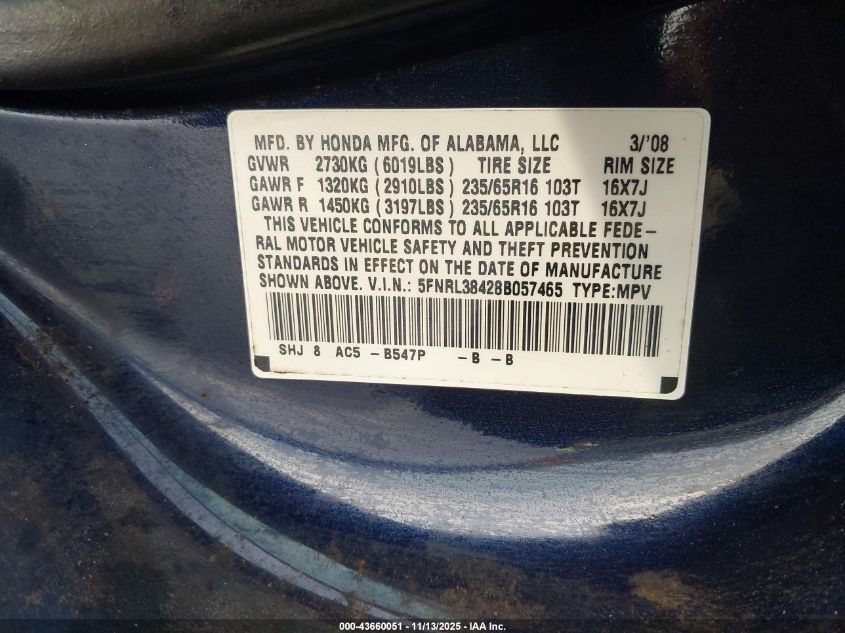 MFD. BY HONDA MFG. OF ALABAMA, LLC 3/'08
GVWR 2730KG (6019LBS) TIRE SIZE RIM SIZE
GAWR F 1320KG (2910LBS) 235/65R16 103T 16X7J
GAWR R 1450KG (3197LBS) 235/65R16 103T 16X7J
THIS VEHICLE CONFORMS TO ALL APPLICABLE FEDE-
RAL MOTOR VEHICLE SAFETY AND THEFT PREVENTION
STANDARDS IN EFFECT ON THE DATE OF MANUFACTURE
SHOWN ABOVE. V.I.N.: 5FNRL38428B057465 TYPE:MPV
SHJ 8 AC5 -B547P -B -B
000-43660051 - 11/13/2025 - IAA Inc.